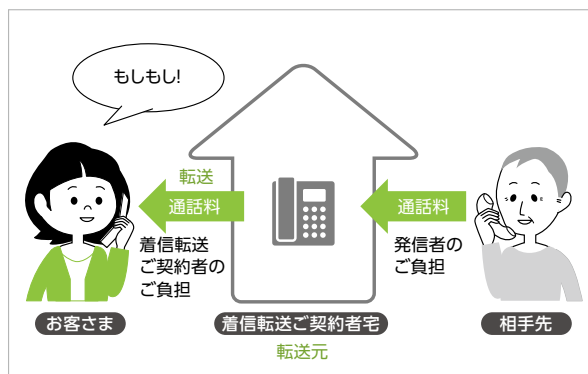 もしもし!
転送
通話料
通話料
着信転送
ご契約者の
ご負担
発信者の
ご負担
お客さま
着信転送ご契約者宅
相手先
転送元